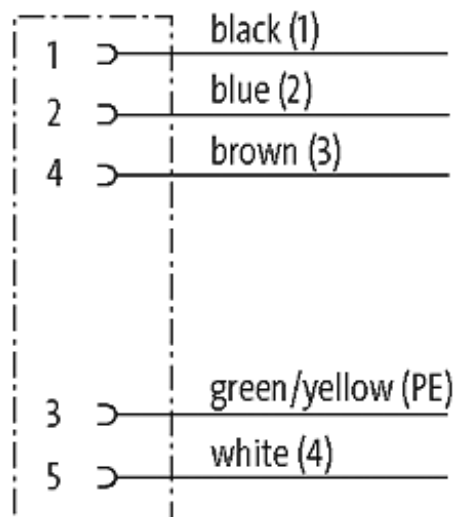 1 black (1)
2 blue (2)
4 brown (3)
3 green/yellow (PE)
5 white (4)